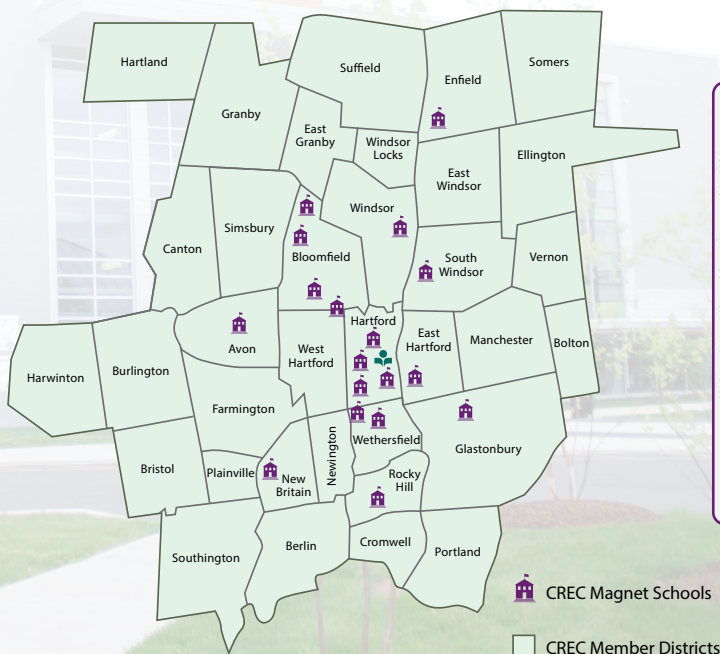 Hartland
Suffield
Enfield
Somers
Granby
East
Granby
Windsor
Locks
Ellington
East
Windsor
Windsor
Simsbury
Canton
Bloomfield
South
Windsor
Vernon
Hartford
Avon
West
Hartford
East
Hartford
Manchester
Bolton
Harwinton
Burlington
Farmington
Newington
Wethersfield
Glastonbury
Bristol
Plainville
New
Britain
Rocky
Hill
Southington
Berlin
Cromwell
Portland
CREC Magnet Schools
CREC Member Districts